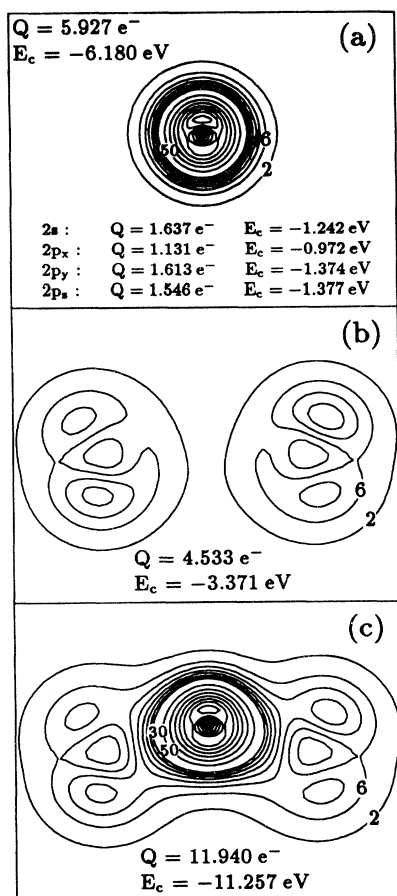 (a)
Q = 5.927 e⁻
E_c = −6.180 eV
50 6
2
2s : Q = 1.637 e⁻ E_c = −1.242 eV
2p_x : Q = 1.131 e⁻ E_c = −0.972 eV
2p_y : Q = 1.613 e⁻ E_c = −1.374 eV
2p_z : Q = 1.546 e⁻ E_c = −1.377 eV
(b)
6
2
Q = 4.533 e⁻
E_c = −3.371 eV
(c)
30
50
6
2
Q = 11.940 e⁻
E_c = −11.257 eV